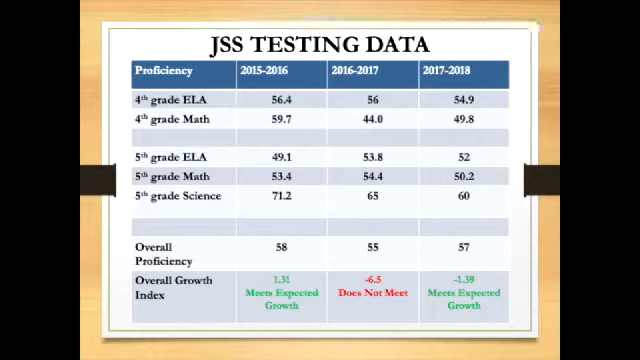 JSS TESTING DATA
Proficiency 2015-2016 2016-2017 2017-2018
4th grade ELA 56.4 56 54.9
4th grade Math 59.7 44.0 49.8
5th grade ELA 49.1 53.8 52
5th grade Math 53.4 54.4 50.2
5th grade Science 71.2 65 60
Overall Proficiency 58 55 57
Overall Growth Index 1.31 Meets Expected Growth -6.5 Does Not Meet -1.39 Meets Expected Growth